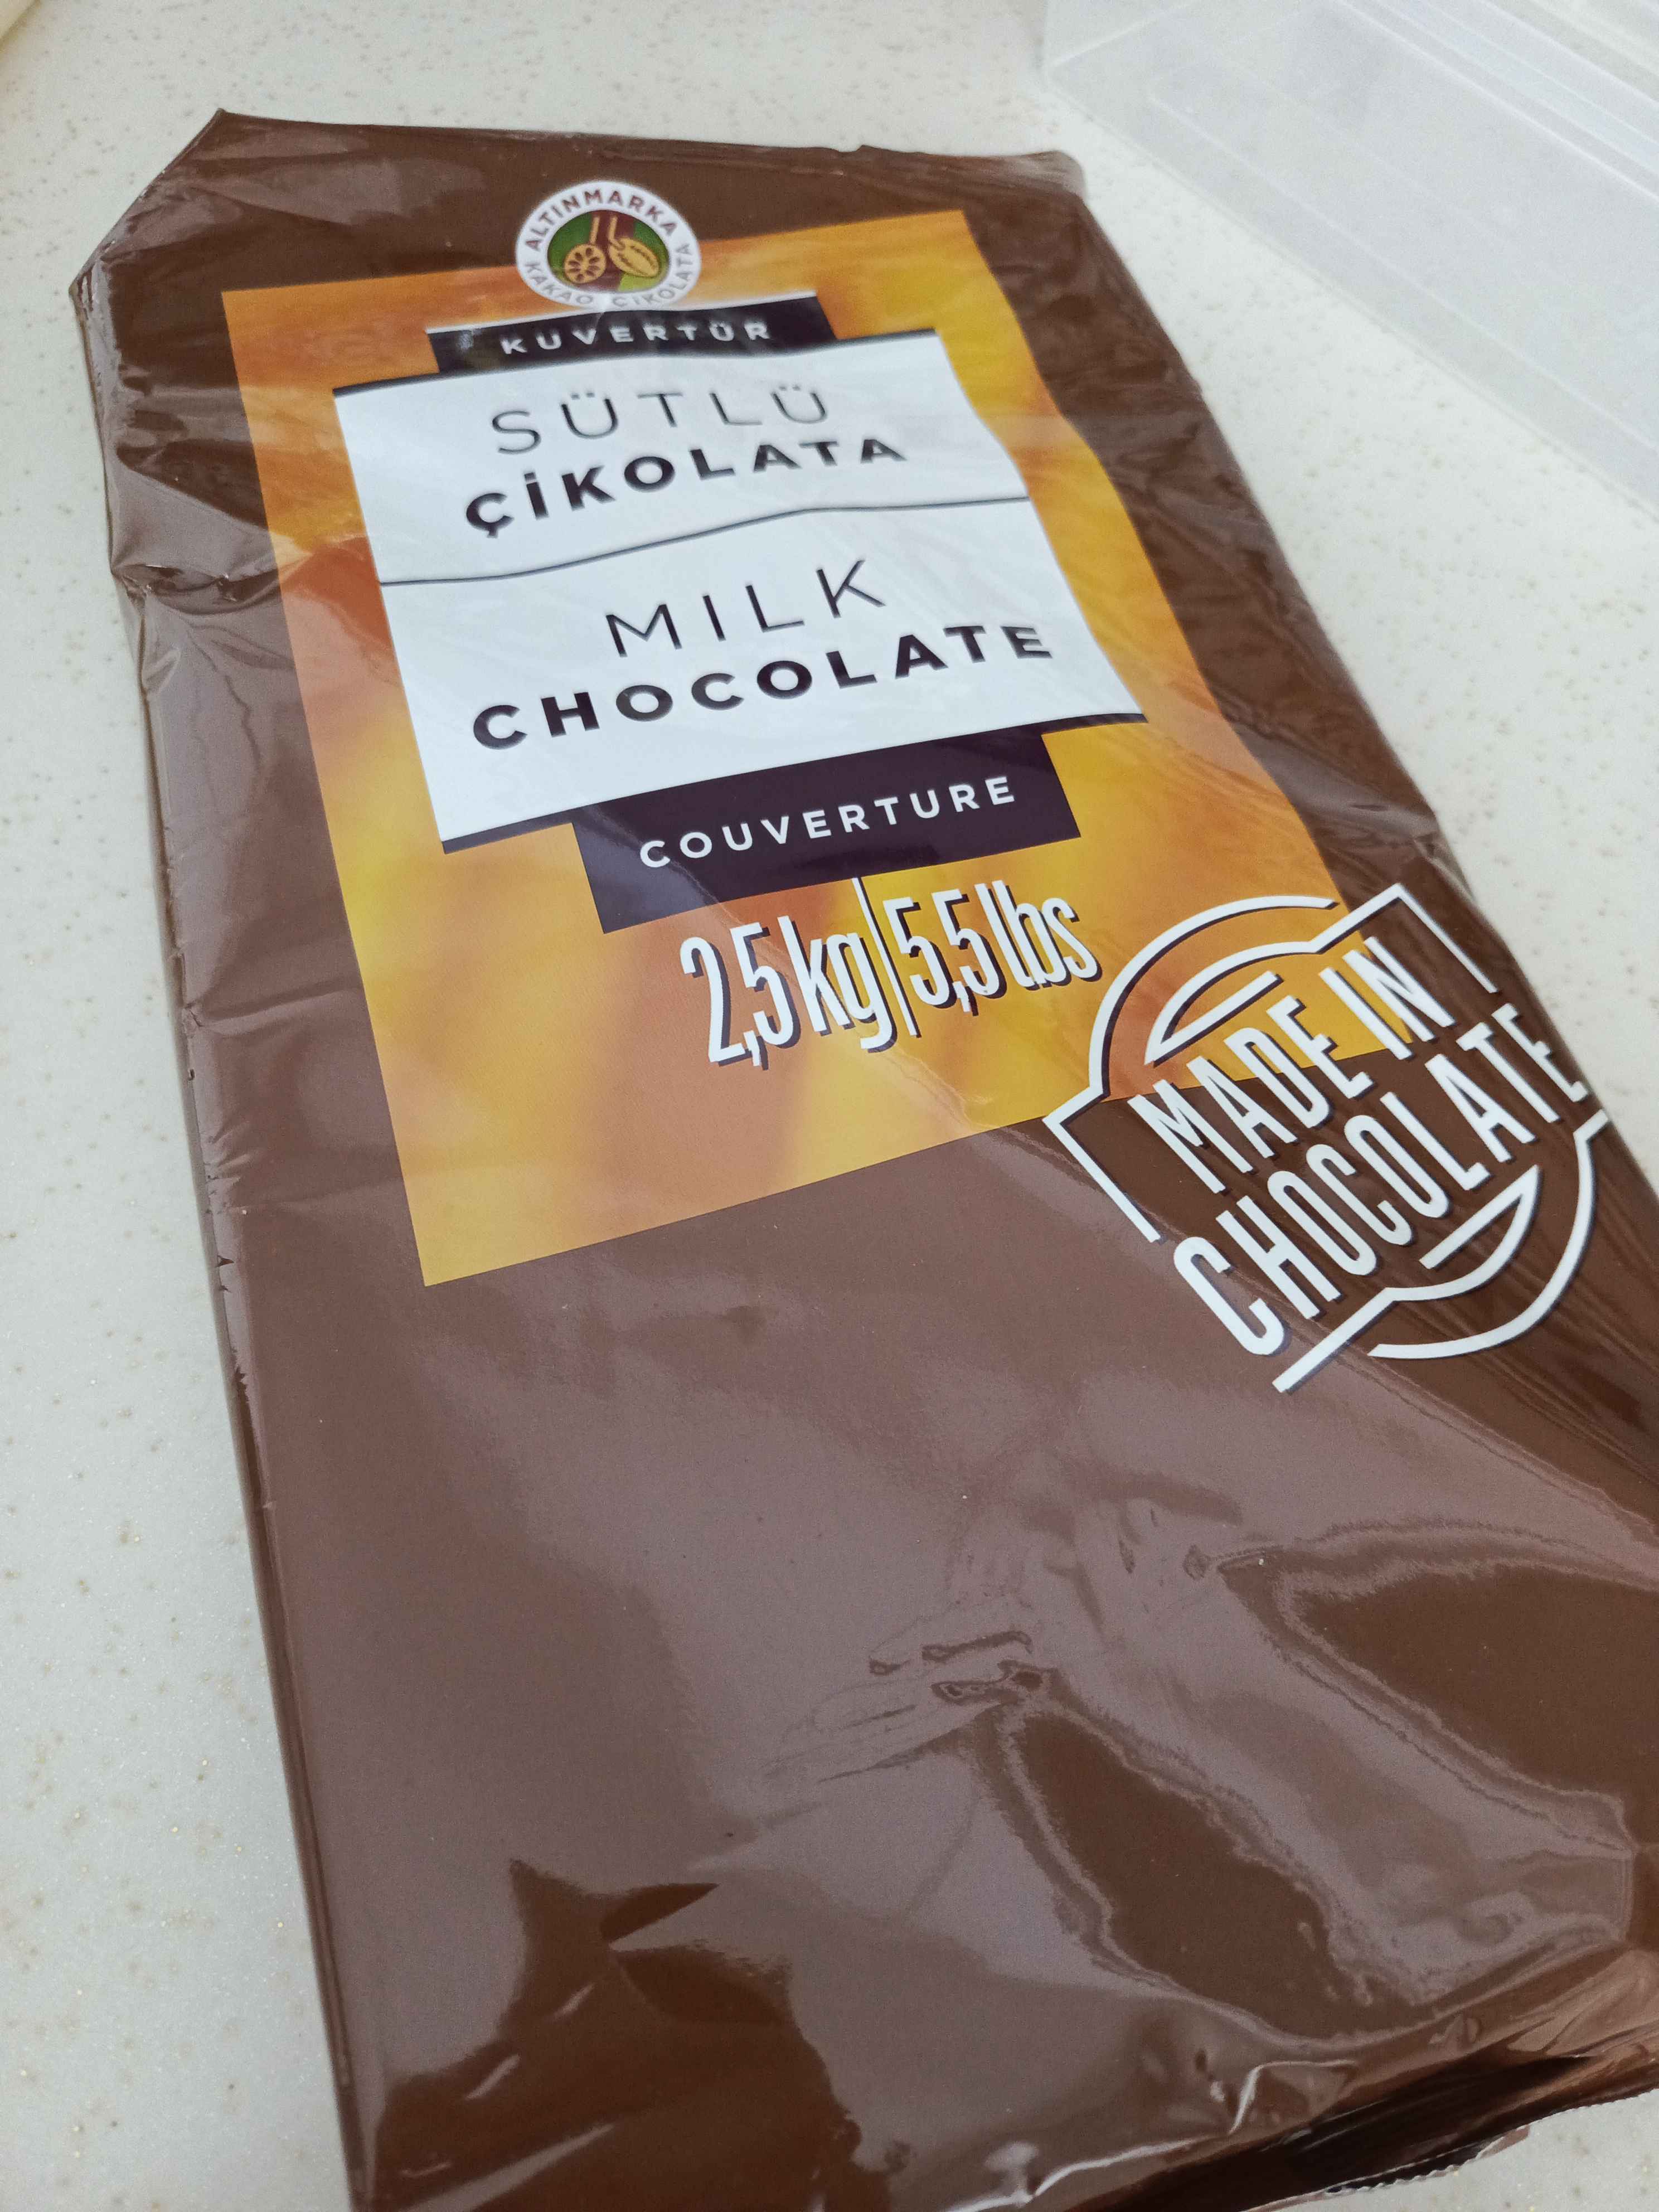 ALTINMARKA
KAKAO ÇİKOLATA
KUVERTÜR
SÜTLÜ
ÇİKOLATA
MILK
CHOCOLATE
COUVERTURE
2,5 kg | 5,5 lbs
MADE IN
CHOCOLATE